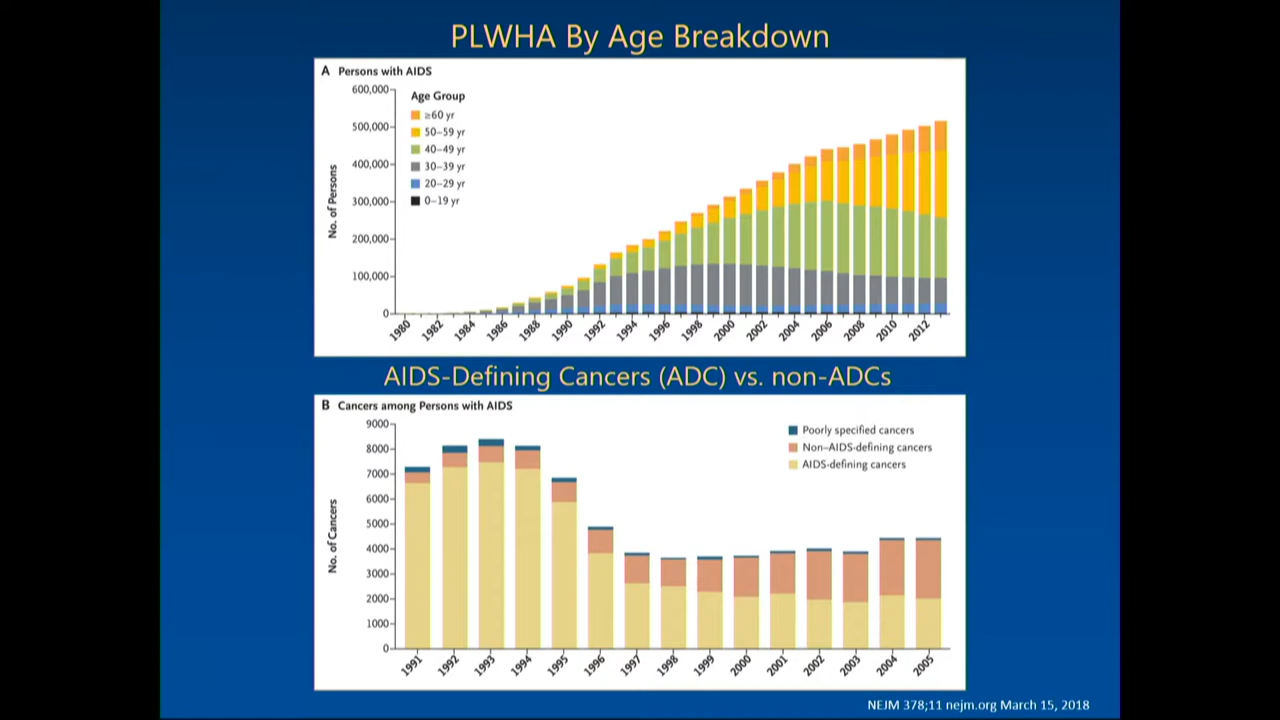 PLWHA By Age Breakdown
A Persons with AIDS
600,000
500,000
400,000
300,000
200,000
100,000
0
No. of Persons
Age Group
≥60 yr
50–59 yr
40–49 yr
30–39 yr
20–29 yr
0–19 yr
1980 1982 1984 1986 1988 1990 1992 1994 1996 1998 2000 2002 2004 2006 2008 2010 2012
AIDS-Defining Cancers (ADC) vs. non-ADCs
B Cancers among Persons with AIDS
9000
8000
7000
6000
5000
4000
3000
2000
1000
0
No. of Cancers
Poorly specified cancers
Non–AIDS-defining cancers
AIDS-defining cancers
1991 1992 1993 1994 1995 1996 1997 1998 1999 2000 2001 2002 2003 2004 2005
NEJM 378;11 nejm.org March 15, 2018